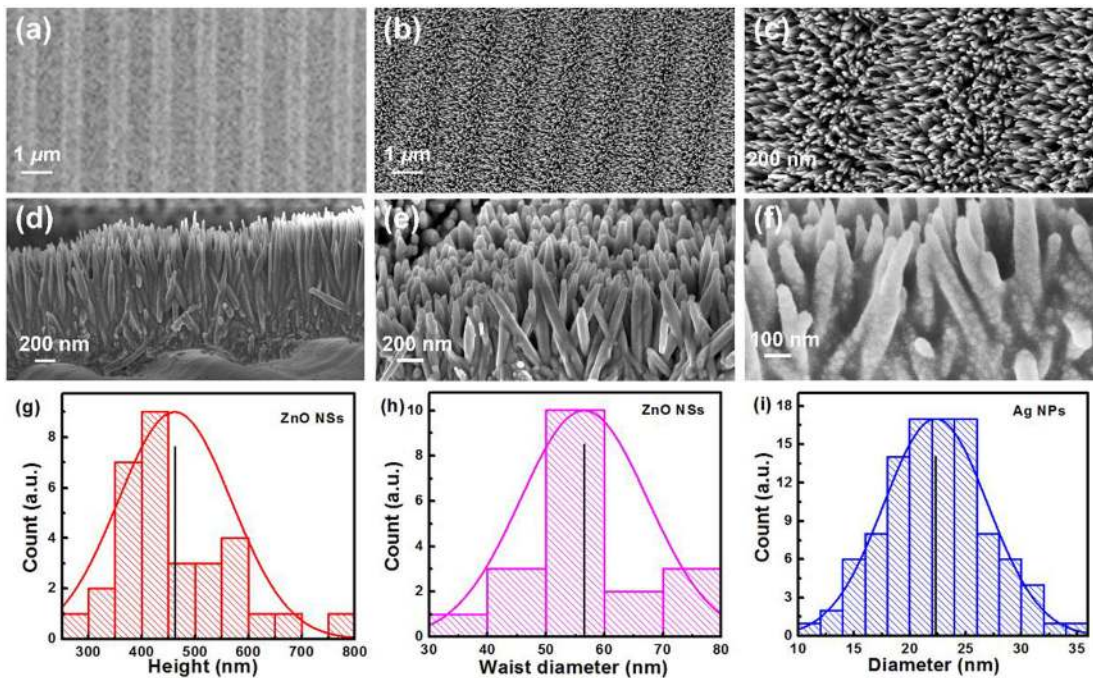 (a)
1 μm
(b)
1 μm
(c)
200 nm
(d)
200 nm
(e)
200 nm
(f)
100 nm
(g)
ZnO NSs
Count (a.u.)
8
6
4
2
0
300 400 500 600 700 800
Height (nm)
(h)
ZnO NSs
Count (a.u.)
10
8
6
4
2
0
30 40 50 60 70 80
Waist diameter (nm)
(i)
Ag NPs
Count (a.u.)
18
15
12
9
6
3
0
10 15 20 25 30 35
Diameter (nm)